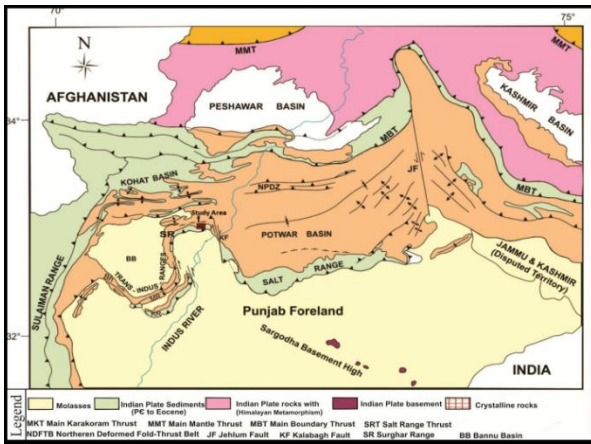 70°
75°
N
MMT
MMT
AFGHANISTAN
PESHAWAR
BASIN
KASHMIR
BASIN
34°
MBT
JF
MBT
KOHAT BASIN
NPDZ
Study Area
SR
KF
POTWAR
BASIN
BB
TRANS-INDUS
RANGES
SALT
RANGE
JAMMU & KASHMIR
(Disputed Territory)
SULAIMAN RANGE
INDUS RIVER
Punjab Foreland
Sargodha Basement High
32°
INDIA
Legend
Molasses
Indian Plate Sediments
(PC to Eocene)
Indian Plate rocks with
(Himalayan Metamorphism)
Indian Plate basement
Crystalline rocks
MKT Main Karakoram Thrust MMT Main Mantle Thrust MBT Main Boundary Thrust SRT Salt Range Thrust
NDFTB Northeren Deformed Fold-Thrust Belt JF Jehlum Fault KF Kalabagh Fault SR Surghar Range BB Bannu Basin